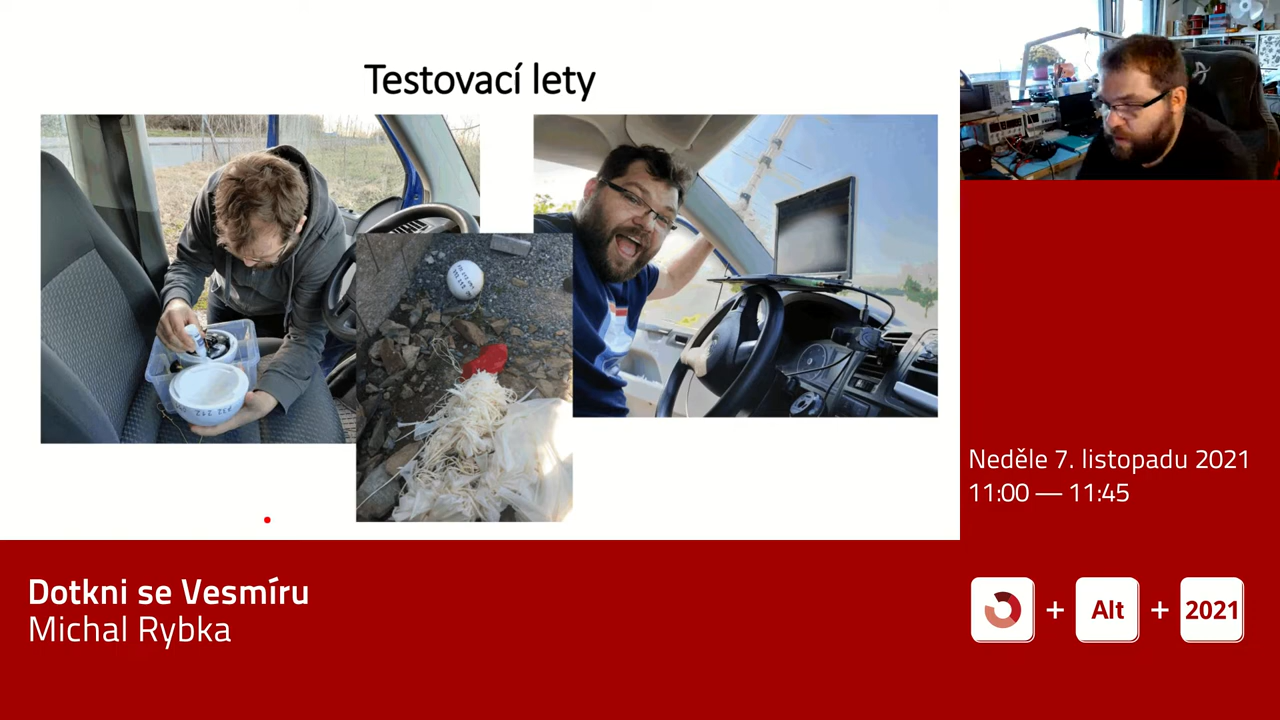 Testovací lety
Neděle 7. listopadu 2021
11:00 — 11:45
Dotkni se Vesmíru
Michal Rybka
+ Alt + 2021